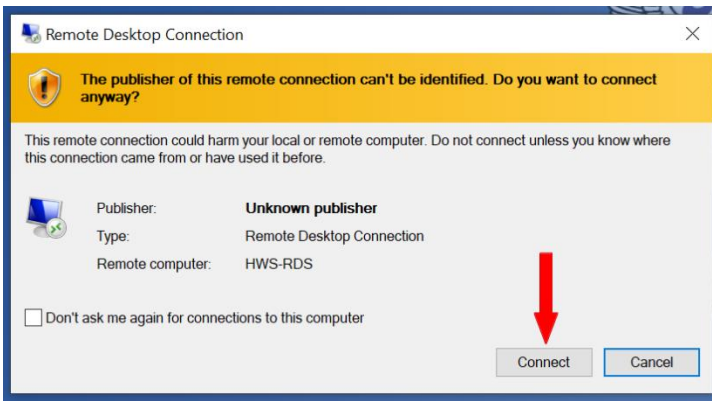 Remote Desktop Connection
The publisher of this remote connection can't be identified. Do you want to connect
anyway?
This remote connection could harm your local or remote computer. Do not connect unless you know where
this connection came from or have used it before.
Publisher: Unknown publisher
Type: Remote Desktop Connection
Remote computer: HWS-RDS
Don't ask me again for connections to this computer
Connect Cancel